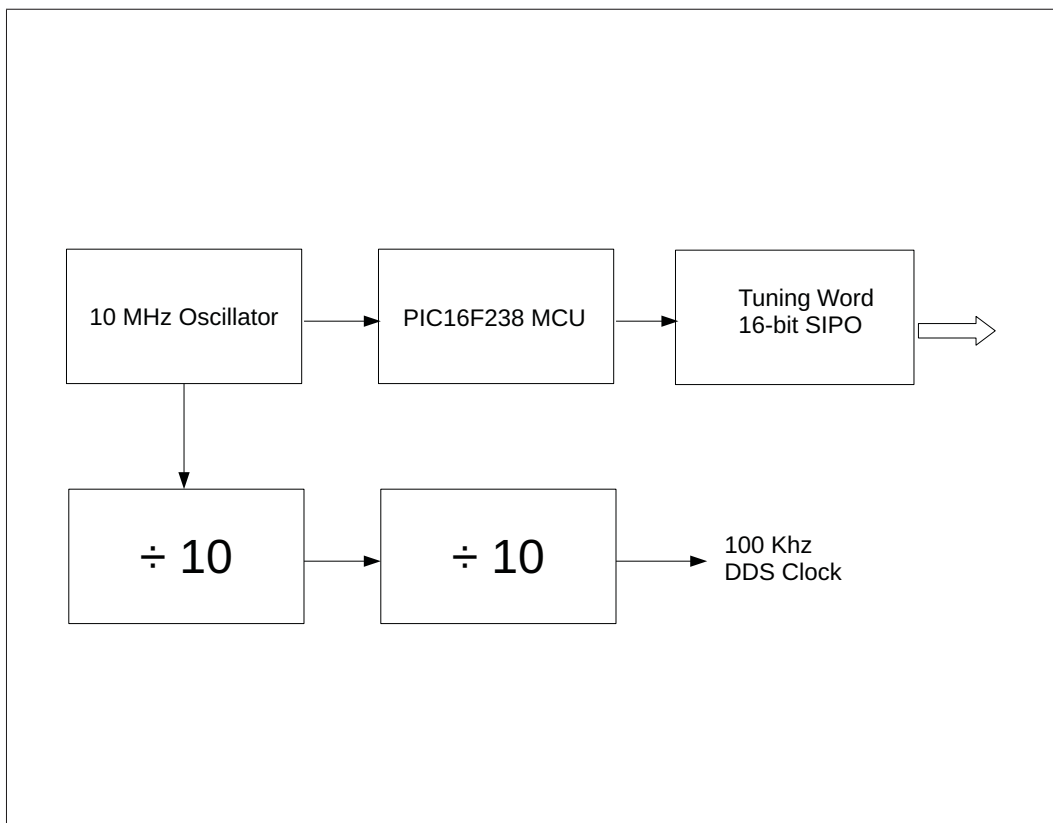 10 MHz Oscillator
PIC16F238 MCU
Tuning Word
16-bit SIPO
÷ 10
÷ 10
100 Khz
DDS Clock